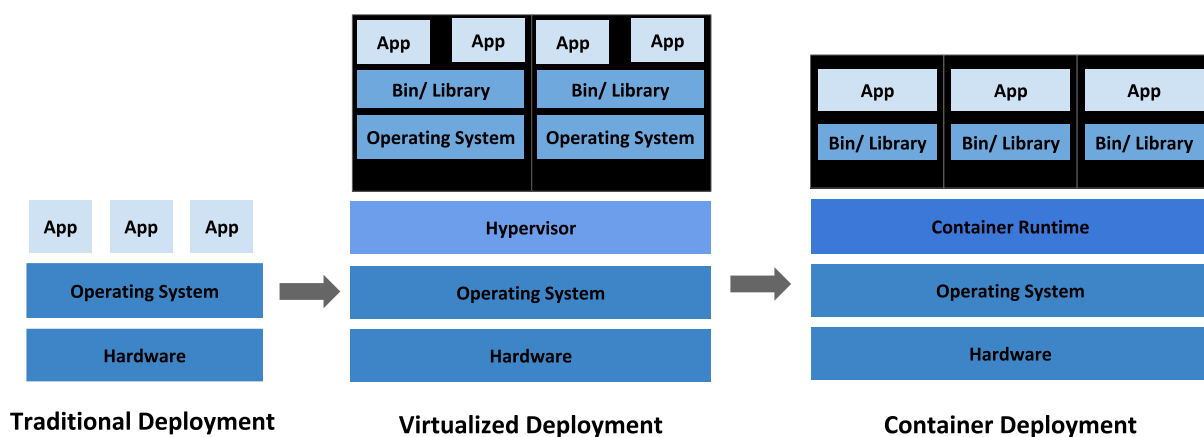 App
App
App
Operating System
Hardware
Traditional Deployment
App
App
App
App
Bin/ Library
Bin/ Library
Operating System
Operating System
Hypervisor
Operating System
Hardware
Virtualized Deployment
App
App
App
Bin/ Library
Bin/ Library
Bin/ Library
Container Runtime
Operating System
Hardware
Container Deployment